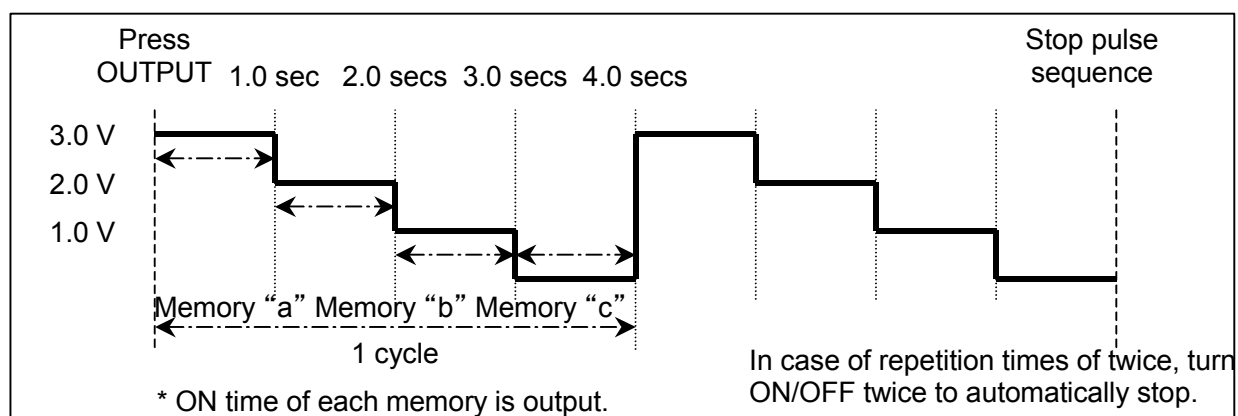 Press
OUTPUT
1.0 sec 2.0 secs 3.0 secs 4.0 secs
Stop pulse
sequence
3.0 V
2.0 V
1.0 V
Memory “a” Memory “b” Memory “c”
1 cycle
* ON time of each memory is output.
In case of repetition times of twice, turn
ON/OFF twice to automatically stop.